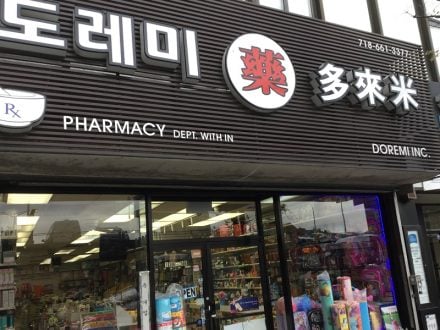 718-661-3377
도레미 藥 多來米
Rx
PHARMACY DEPT. WITH IN
DOREMI INC.
OPEN